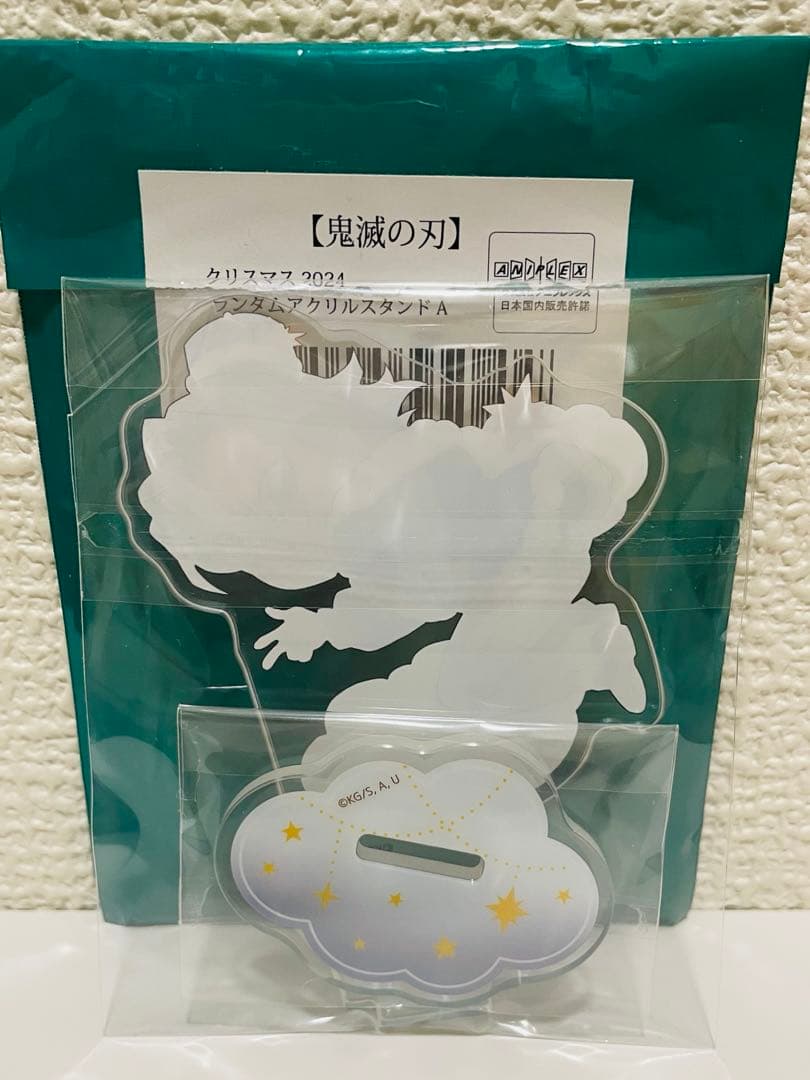 【鬼滅の刃】
クリスマス 2024
ランダムアクリルスタンド A
ANIPLEX
日本国内販売許諾
©KG/S, A, U